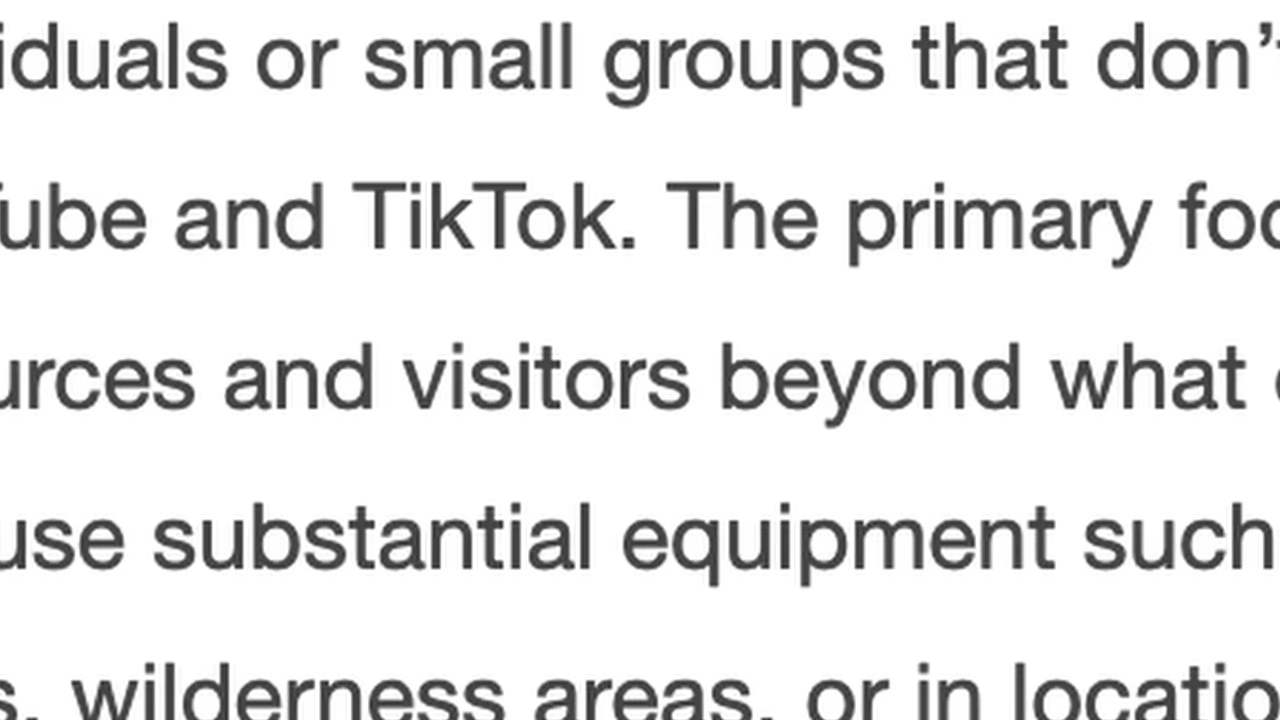 iduals or small groups that don’t
ube and TikTok. The primary foc
urces and visitors beyond what
use substantial equipment such
s, wilderness areas, or in locatio